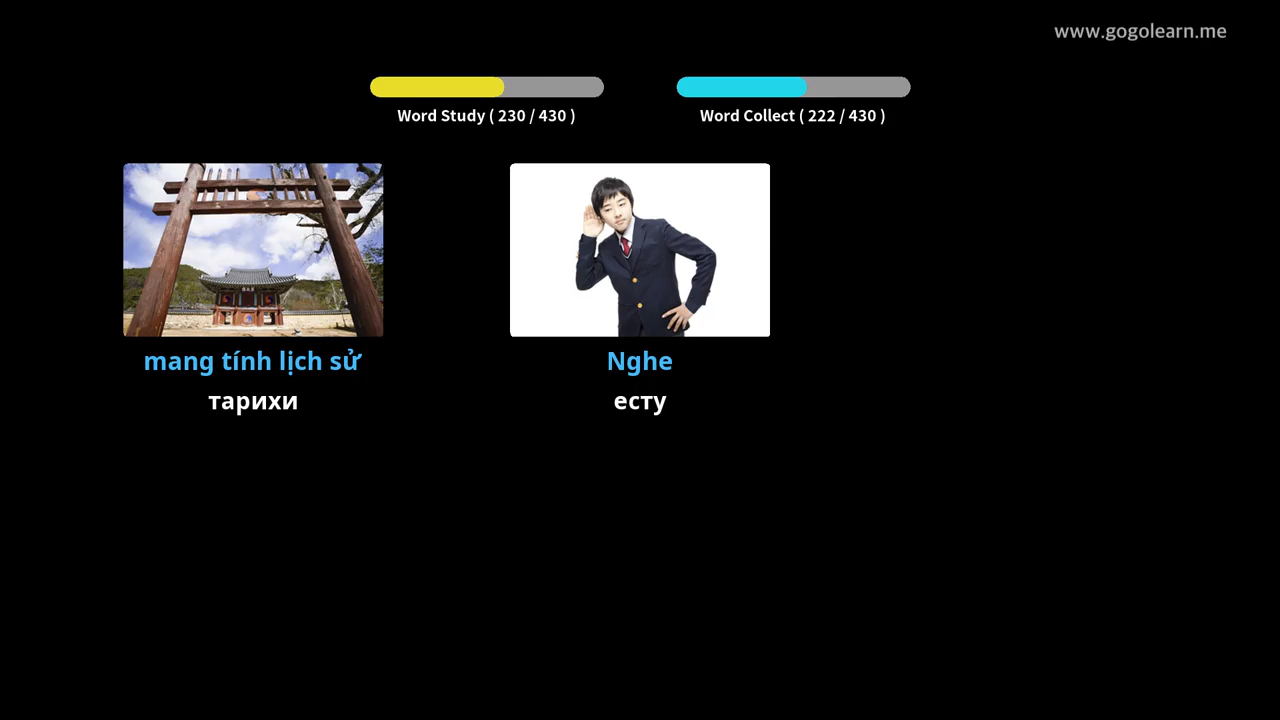 www.gogolearn.me
Word Study ( 230 / 430 )
Word Collect ( 222 / 430 )
mang tính lịch sử
Nghe
тарихи
есту